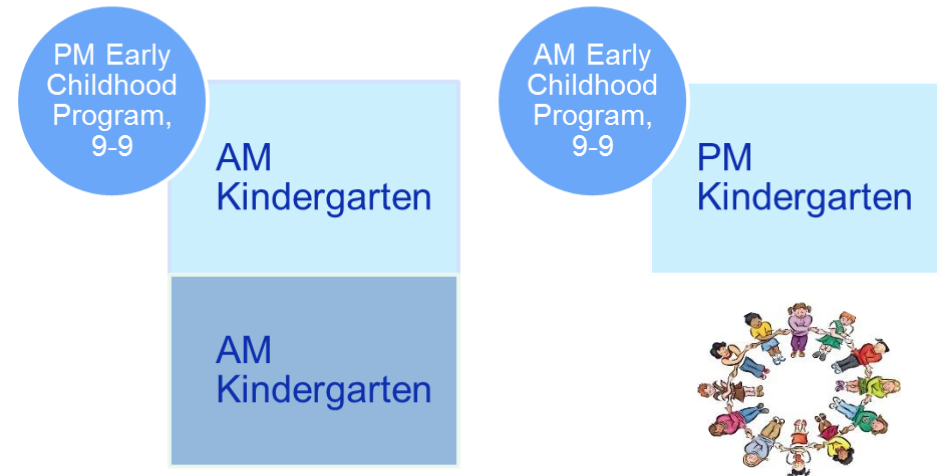 PM Early
Childhood
Program,
9-9
AM
Kindergarten
AM
Kindergarten
AM Early
Childhood
Program,
9-9
PM
Kindergarten